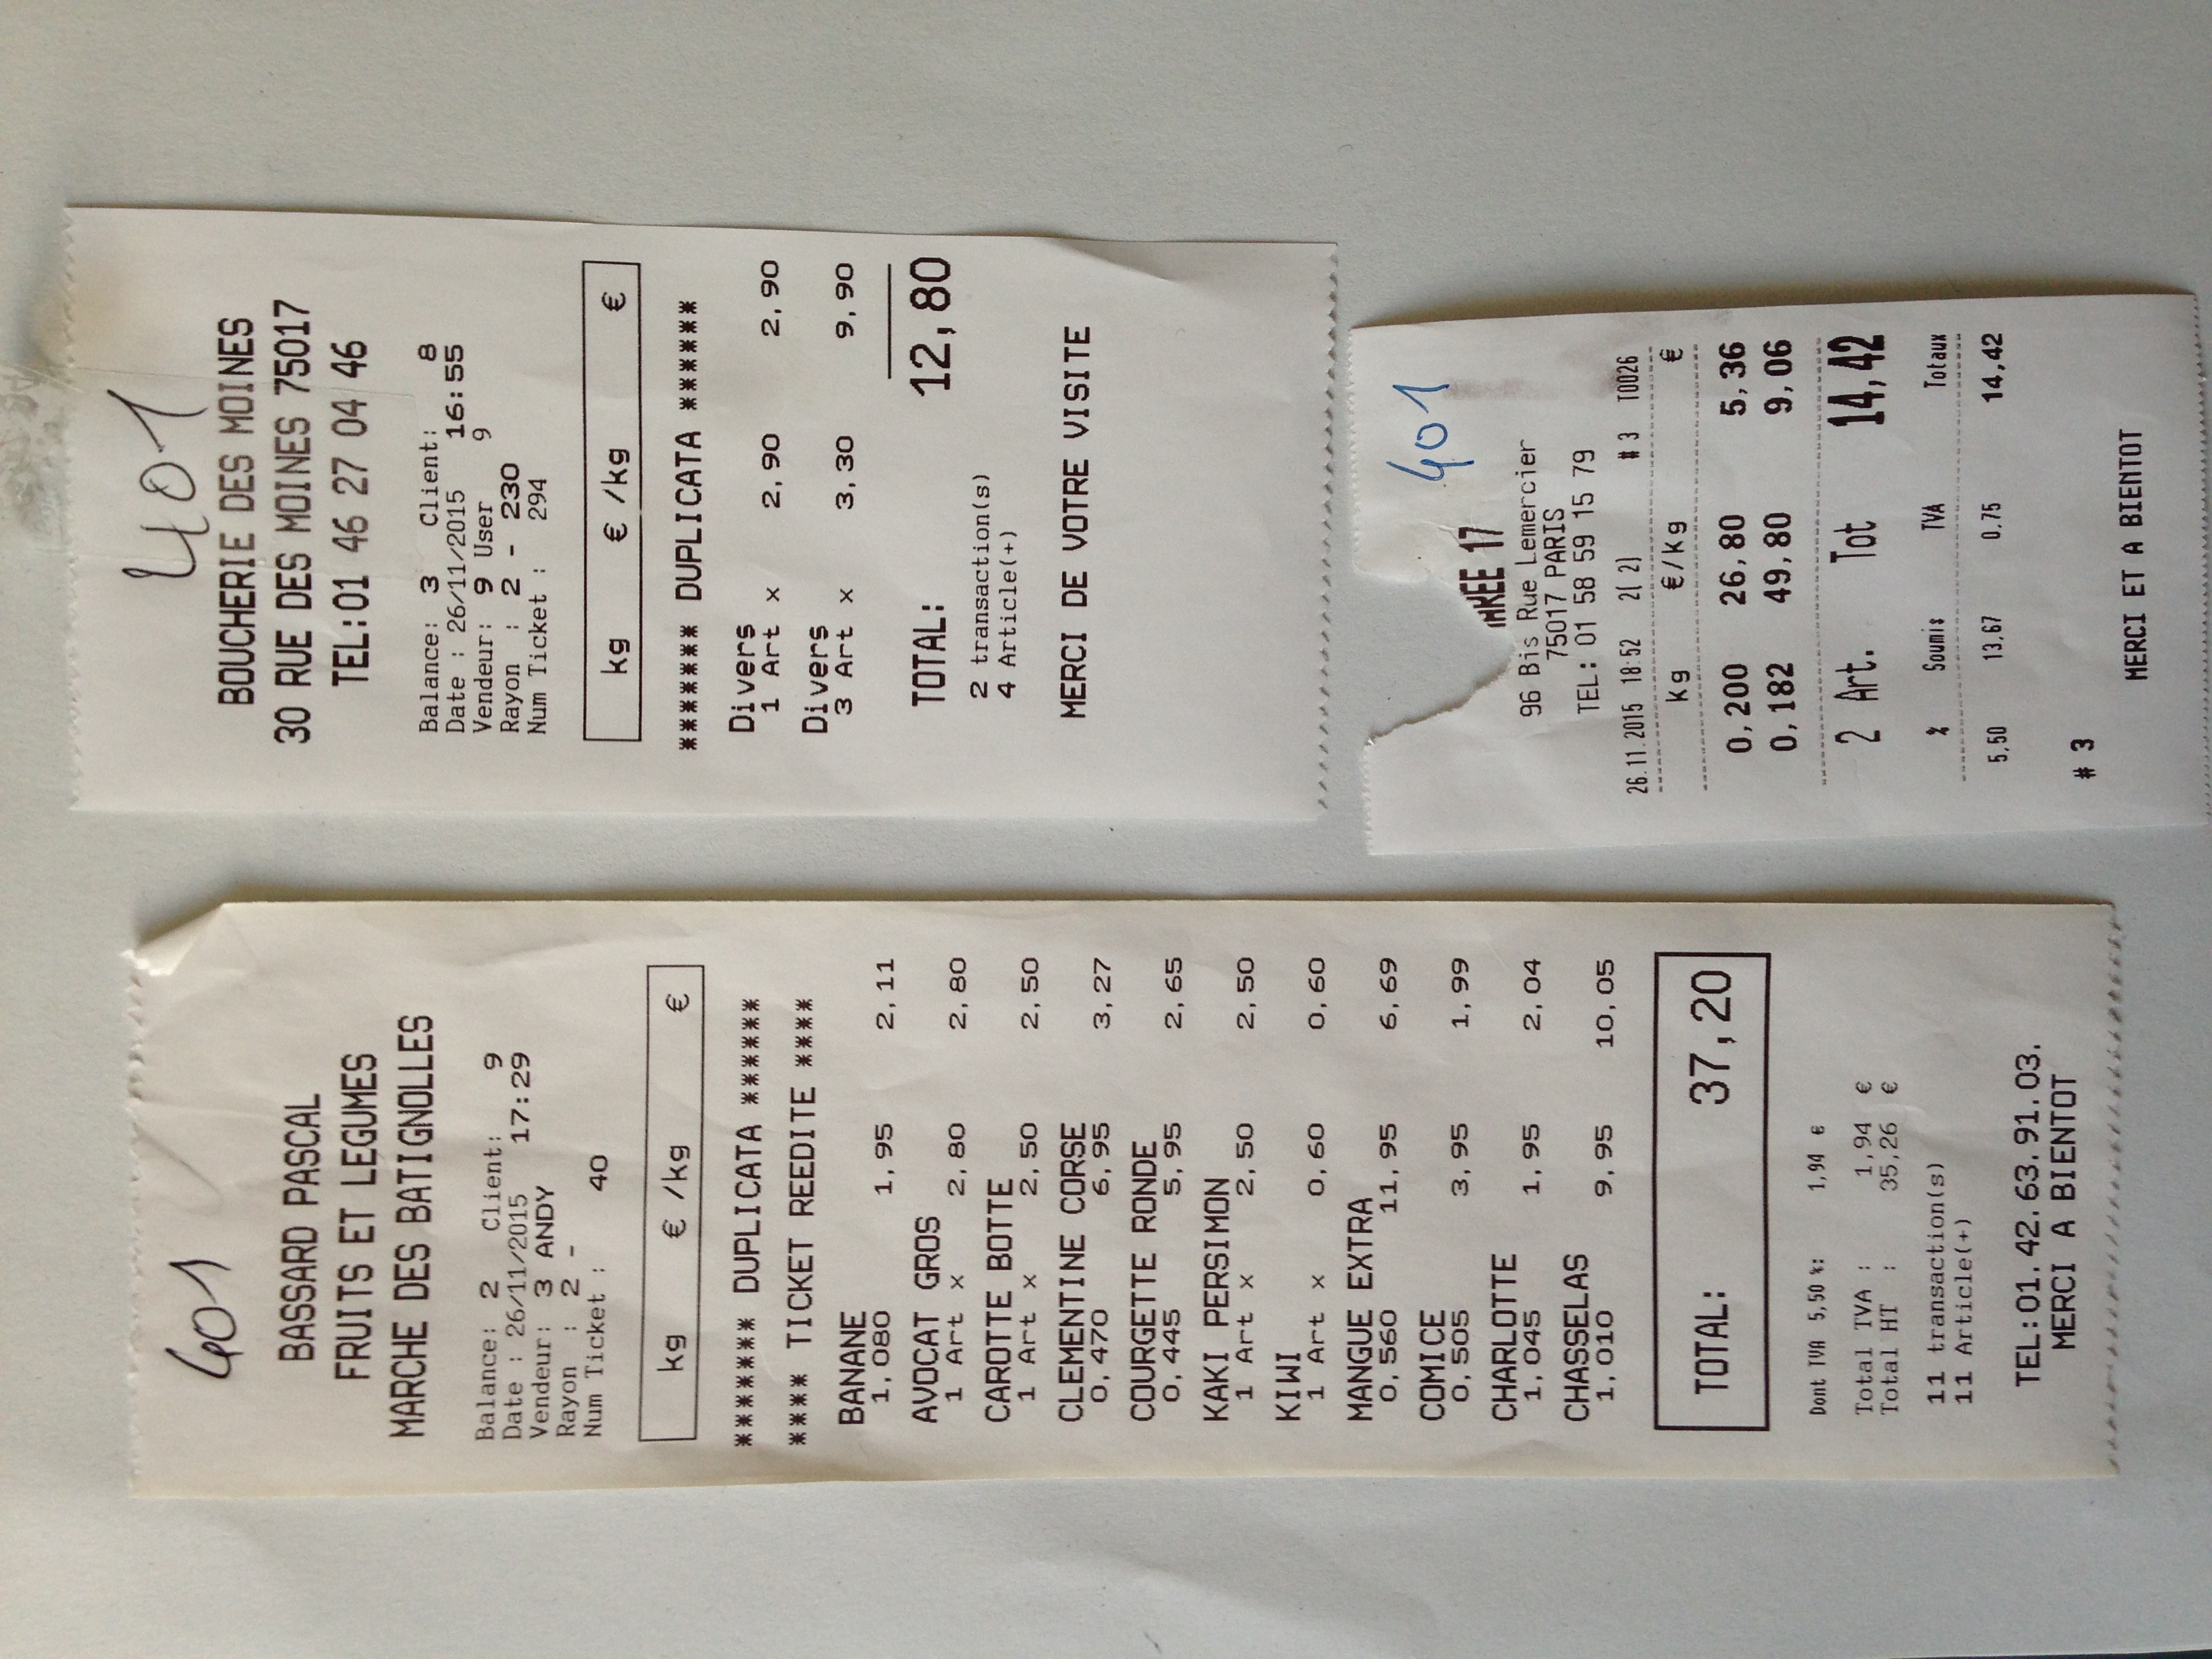 401
BASSARD PASCAL
FRUITS ET LEGUMES
MARCHE DES BATIGNOLLES
Balance: 2 Client: 9
Date : 26/11/2015 17:29
Vendeur: 3 ANDY
Rayon : 2 -
Num Ticket : 40
kg € /kg €
******* DUPLICATA ******
**** TICKET REEDITE ****
BANANE
1,080 1,95 2,11
AVOCAT GROS
1 Art x 2,80 2,80
CAROTTE BOTTE
1 Art x 2,50 2,50
CLEMENTINE CORSE
0,470 6,95 3,27
COURGETTE RONDE
0,445 5,95 2,65
KAKI PERSIMON
1 Art x 2,50 2,50
KIWI
1 Art x 0,60 0,60
MANGUE EXTRA
0,560 11,95 6,69
COMICE
0,505 3,95 1,99
CHARLOTTE
1,045 1,95 2,04
CHASSELAS
1,010 9,95 10,05
TOTAL: 37,20
Dont TVA 5,50 %: 1,94 €
Total TVA : 1,94 €
Total HT : 35,26 €
11 transaction(s)
11 Article(+)
TEL:01.42.63.91.03.
MERCI A BIENTOT
401
BOUCHERIE DES MOINES
30 RUE DES MOINES 75017
TEL:01 46 27 04 46
Balance: 3 Client: 8
Date : 26/11/2015 16:55
Vendeur: 9 User 9
Rayon : 2 - 230
Num Ticket : 294
kg € /kg €
******* DUPLICATA ******
Divers
1 Art x 2,90 2,90
Divers
3 Art x 3,30 9,90
TOTAL: 12,80
2 transaction(s)
4 Article(+)
MERCI DE VOTRE VISITE
401
17
96 Bis Rue Lemercier
75017 PARIS
TEL: 01 58 59 15 79
26.11.2015 18:52 2( 2) # 3 T0026
kg €/kg €
0,200 26,80 5,36
0,182 49,80 9,06
2 Art. Tot 14,42
% Soumis TVA Totaux
5,50 13,67 0,75 14,42
# 3
MERCI ET A BIENTOT